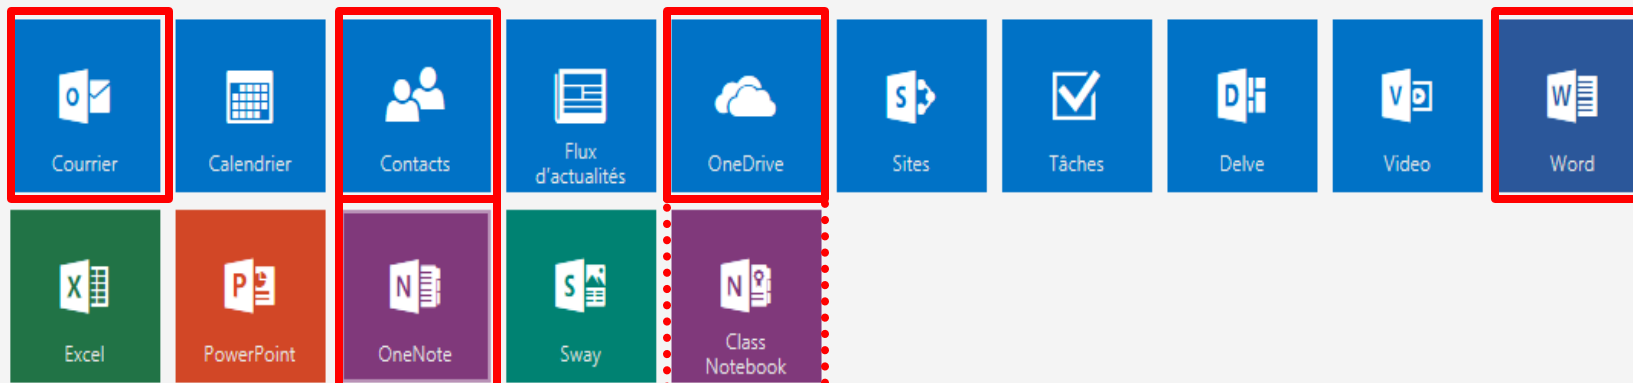 Courrier
Calendrier
Contacts
Flux
d'actualités
OneDrive
Sites
Tâches
Delve
Video
Word
Excel
PowerPoint
OneNote
Sway
Class
Notebook